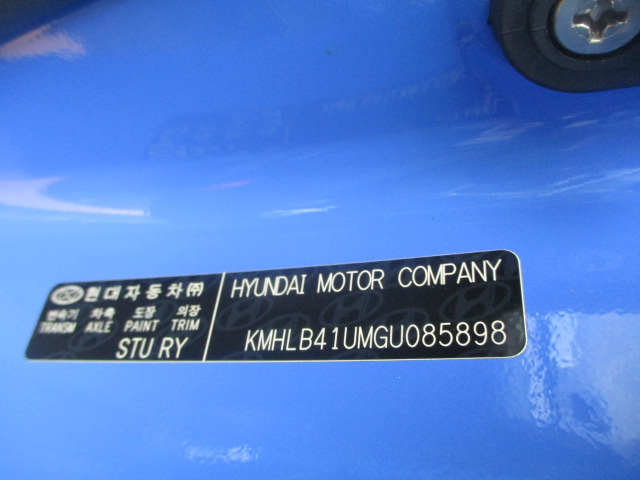 현대자동차㈜
변속기 차축 도장 의장
TRANSM AXLE PAINT TRIM
STU RY
HYUNDAI MOTOR COMPANY
KMHLB41UMGU085898